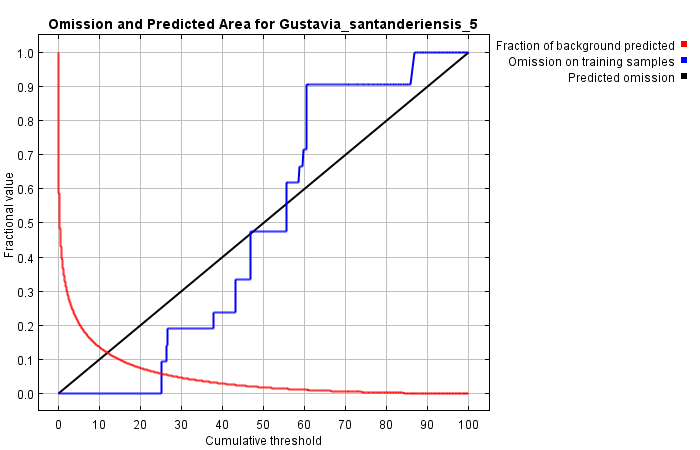 Omission and Predicted Area for Gustavia_santanderiensis_5
Fraction of background predicted
Omission on training samples
Predicted omission
1.0
0.9
0.8
0.7
0.6
0.5
0.4
0.3
0.2
0.1
0.0
Fractional value
0 10 20 30 40 50 60 70 80 90 100
Cumulative threshold